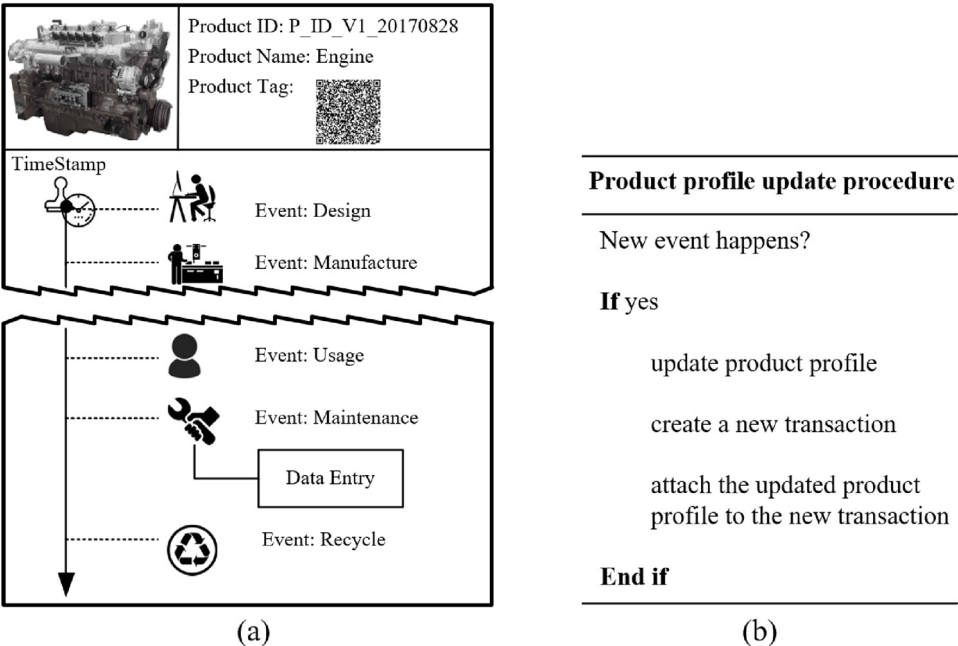 Product ID: P_ID_V1_20170828
Product Name: Engine
Product Tag:
TimeStamp
Event: Design
Event: Manufacture
Event: Usage
Event: Maintenance
Data Entry
Event: Recycle
(a)
Product profile update procedure
New event happens?
If yes
update product profile
create a new transaction
attach the updated product
profile to the new transaction
End if
(b)